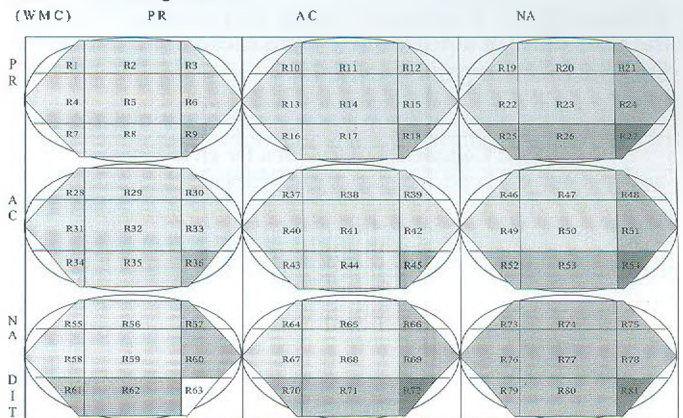 (WMC) PR AC NA
P
R
R1 R2 R3 R10 R11 R12 R19 R20 R21
R4 R5 R6 R13 R14 R15 R22 R23 R24
R7 R8 R9 R16 R17 R18 R25 R26 R27
A
C
R28 R29 R30 R37 R38 R39 R46 R47 R48
R31 R32 R33 R40 R41 R42 R49 R50 R51
R34 R35 R36 R43 R44 R45 R52 R53 R54
N
A
R55 R56 R57 R64 R65 R66 R73 R74 R75
R58 R59 R60 R67 R68 R69 R76 R77 R78
D
I
T
R61 R62 R63 R70 R71 R72 R79 R80 R81